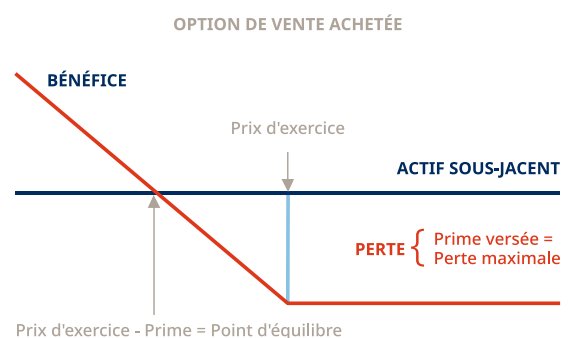 OPTION DE VENTE ACHETÉE
BÉNÉFICE
Prix d'exercice
ACTIF SOUS-JACENT
PERTE
Prime versée =
Perte maximale
Prix d'exercice - Prime = Point d'équilibre